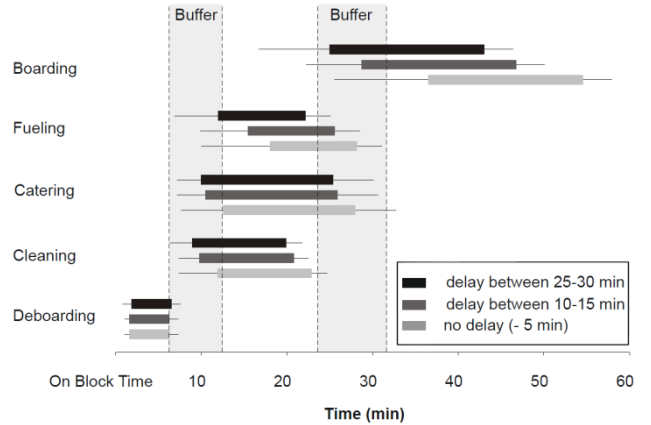 Buffer Buffer
Boarding
Fueling
Catering
Cleaning
Deboarding
delay between 25-30 min
delay between 10-15 min
no delay (- 5 min)
On Block Time 10 20 30 40 50 60
Time (min)